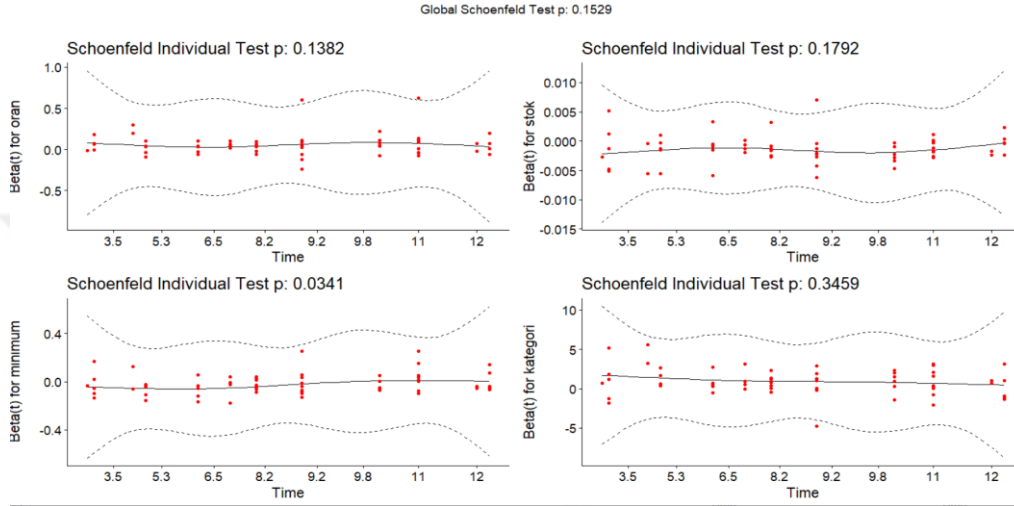 Global Schoenfeld Test p: 0.1529
Schoenfeld Individual Test p: 0.1382
Beta(t) for oran
1.0
0.5
0.0
-0.5
3.5 5.3 6.5 8.2 9.2 9.8 11 12
Time
Schoenfeld Individual Test p: 0.1792
Beta(t) for stok
0.010
0.005
0.000
-0.005
-0.010
-0.015
3.5 5.3 6.5 8.2 9.2 9.8 11 12
Time
Schoenfeld Individual Test p: 0.0341
Beta(t) for minimum
0.4
0.0
-0.4
3.5 5.3 6.5 8.2 9.2 9.8 11 12
Time
Schoenfeld Individual Test p: 0.3459
Beta(t) for kategori
10
5
0
-5
3.5 5.3 6.5 8.2 9.2 9.8 11 12
Time